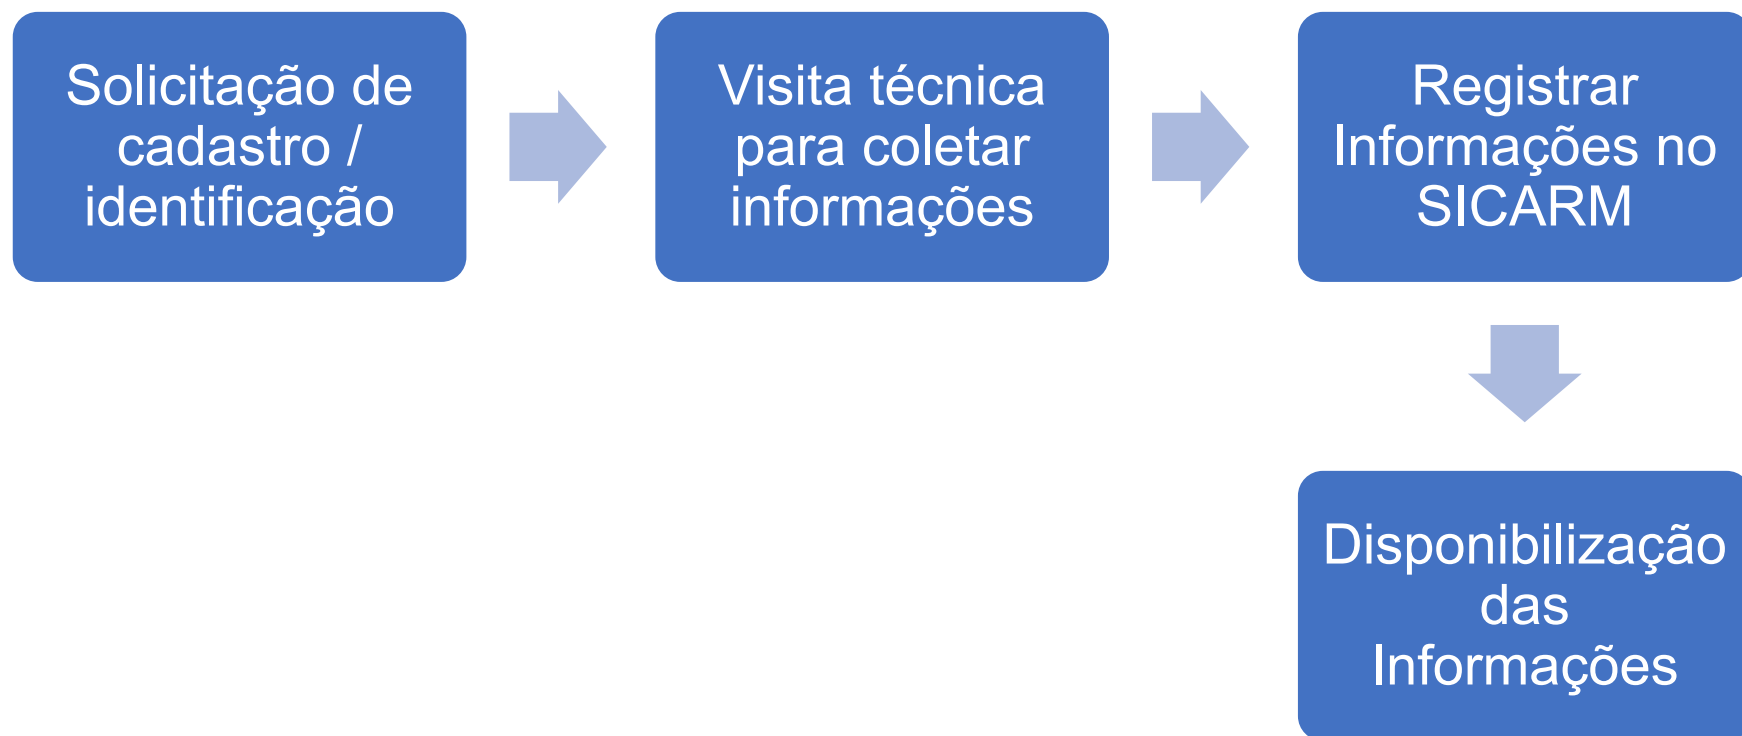 Solicitação de
cadastro /
identificação
Visita técnica
para coletar
informações
Registrar
Informações no
SICARM
Disponibilização
das
Informações